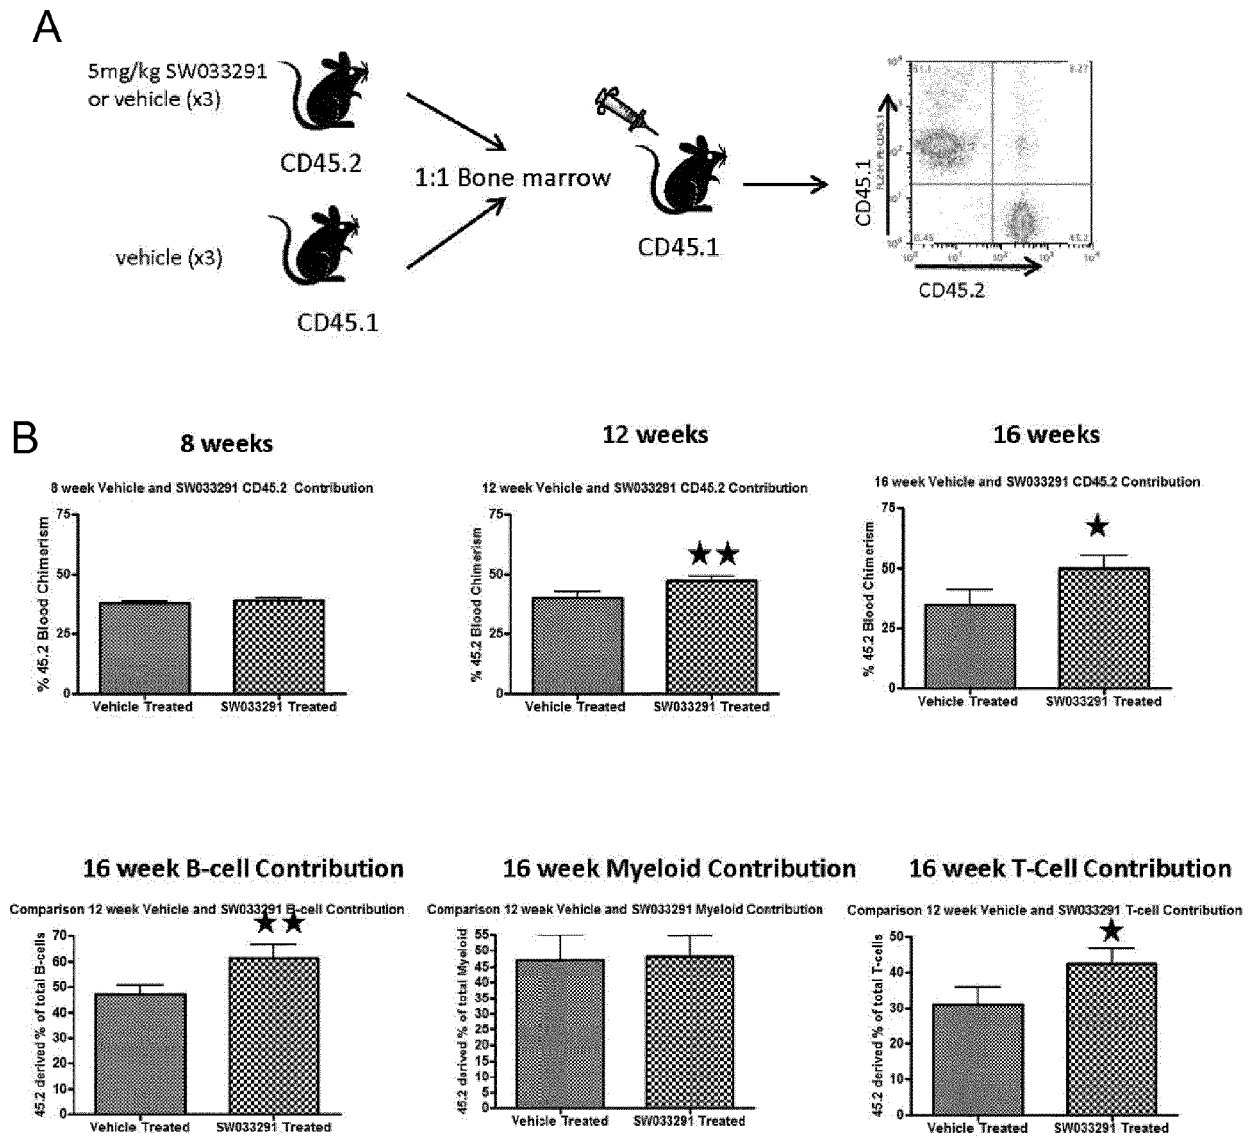 A
5mg/kg SW033291
or vehicle (x3)
CD45.2
1:1 Bone marrow
vehicle (x3)
CD45.1
CD45.1
CD45.1
CD45.2
B
8 weeks
8 week Vehicle and SW033291 CD45.2 Contribution
% 45.2 Blood Chimerism
75
50
25
0
Vehicle Treated
SW033291 Treated
12 weeks
12 week Vehicle and SW033291 CD45.2 Contribution
% 45.2 Blood Chimerism
75
50
25
0
Vehicle Treated
SW033291 Treated
16 weeks
16 week Vehicle and SW033291 CD45.2 Contribution
% 45.2 Blood Chimerism
75
50
25
0
Vehicle Treated
SW033291 Treated
16 week B-cell Contribution
Comparison 12 week Vehicle and SW033291 B-cell Contribution
45.2 derived % of total B-cells
70
60
50
40
30
20
10
0
Vehicle Treated
SW033291 Treated
16 week Myeloid Contribution
Comparison 12 week Vehicle and SW033291 Myeloid Contribution
45.2 derived % of total Myeloid
55
50
45
40
35
30
25
20
15
10
5
0
Vehicle Treated
SW033291 Treated
16 week T-Cell Contribution
Comparison 12 week Vehicle and SW033291 T-cell Contribution
45.2 derived % of total T-cells
50
40
30
20
10
0
Vehicle Treated
SW033291 Treated